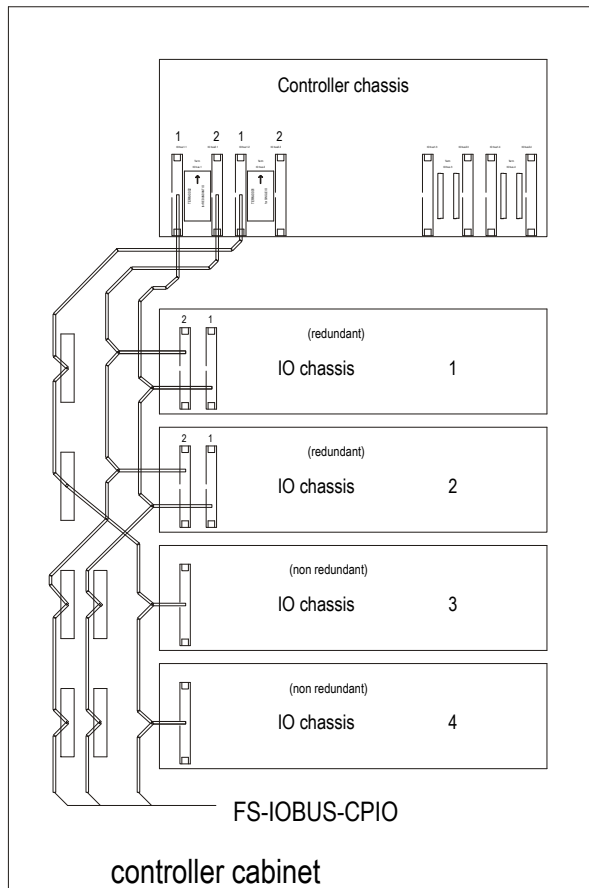 Controller chassis
1 2 1 2
2 1
(redundant)
IO chassis 1
2 1
(redundant)
IO chassis 2
(non redundant)
IO chassis 3
(non redundant)
IO chassis 4
FS-IOBUS-CPIO
controller cabinet